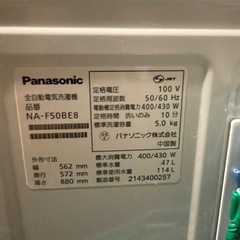 Panasonic
全自動電気洗濯機
品番
NA-F50BE8
外形寸法
幅 562 mm
奥行 572 mm
高さ 880 mm
JET
定格電圧 100 V
定格周波数 50/60 Hz
電動機定格消費電力 400/430 W
定格時間 洗いのみ 10 分
標準洗濯容量 5.0 kg
パナソニック株式会社
中国製
最大消費電力 400/430 W
標準水量 47 L
標準使用水量 114 L
製造番号 2143400257